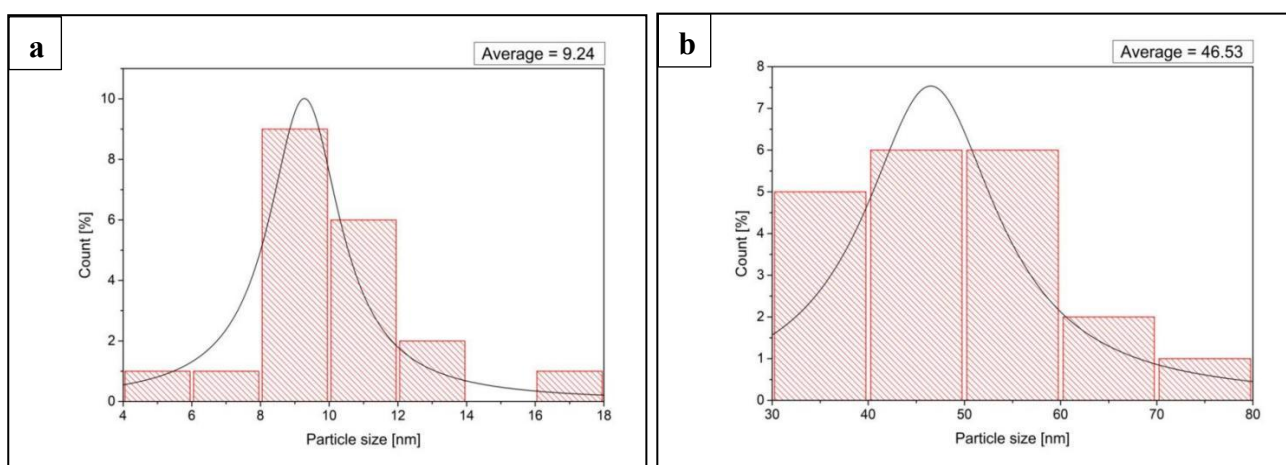 a
Average = 9.24
Count [%]
10
8
6
4
2
0
4 6 8 10 12 14 16 18
Particle size [nm]
b
Average = 46.53
Count [%]
8
7
6
5
4
3
2
1
0
30 40 50 60 70 80
Particle size [nm]